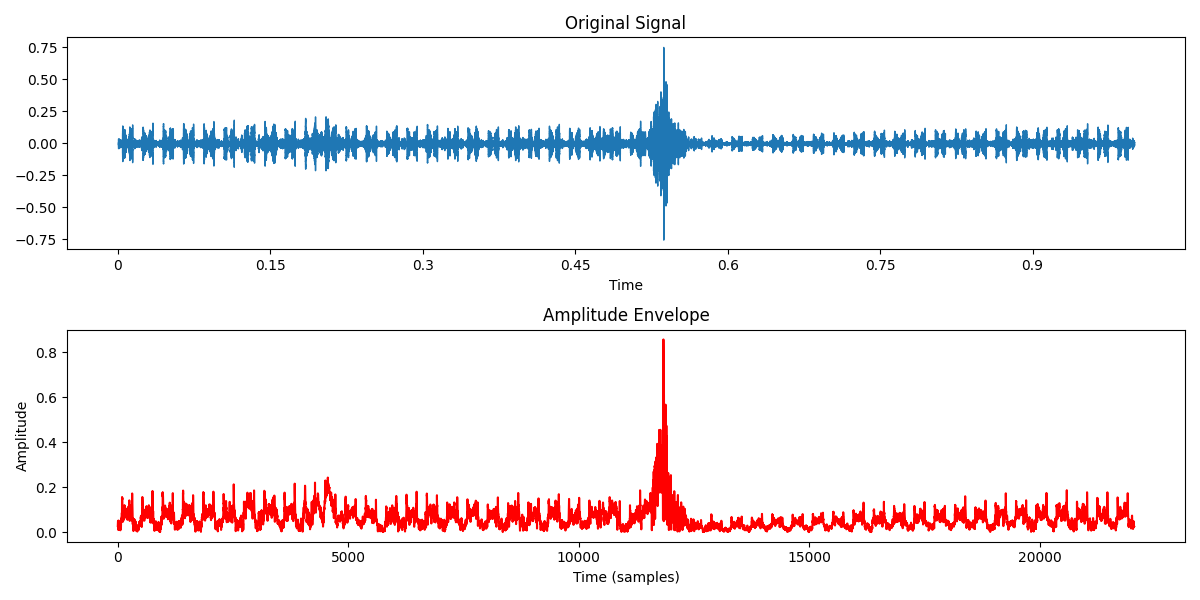 Original Signal
0.75
0.50
0.25
0.00
−0.25
−0.50
−0.75
0 0.15 0.3 0.45 0.6 0.75 0.9
Time
Amplitude Envelope
0.8
0.6
0.4
0.2
0.0
Amplitude
0 5000 10000 15000 20000
Time (samples)